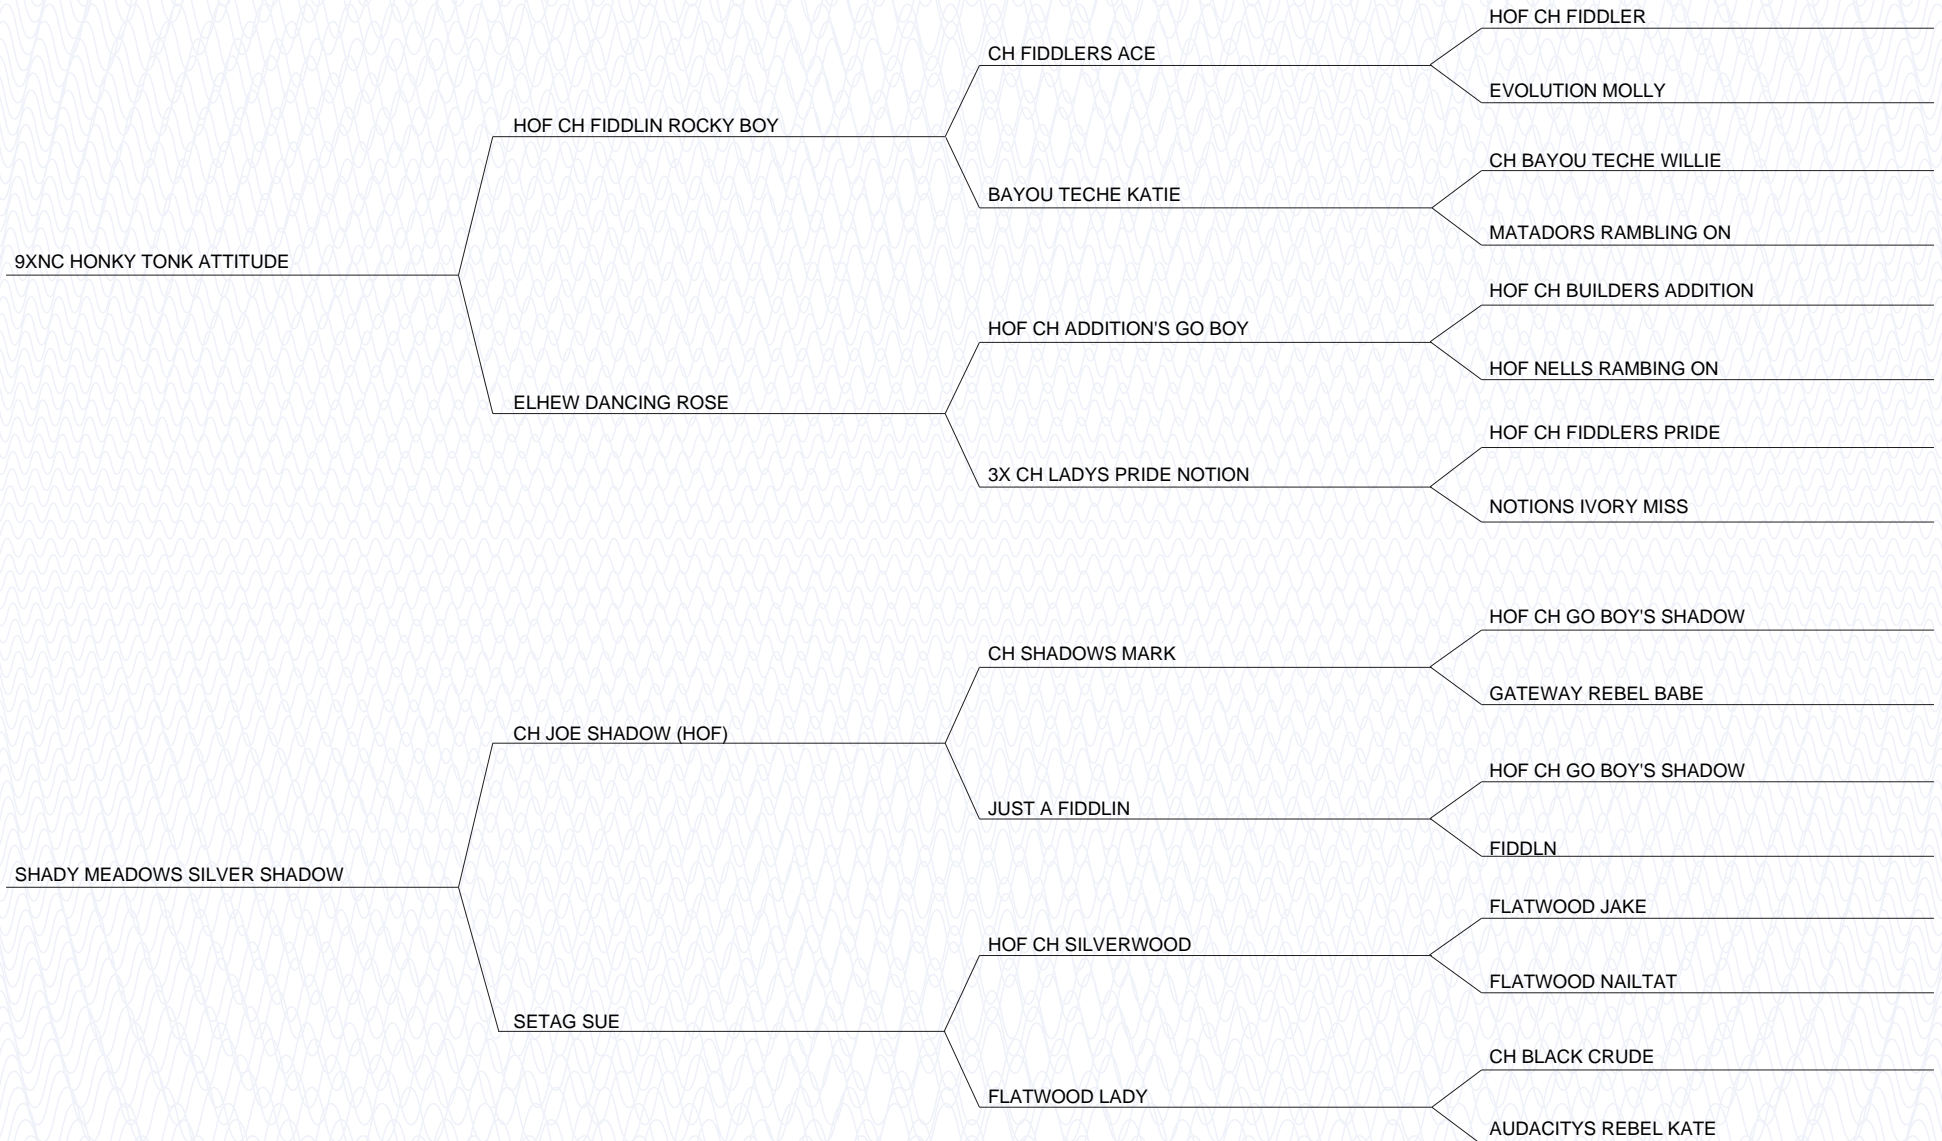 HOF CH FIDDLER
CH FIDDLERS ACE
EVOLUTION MOLLY
HOF CH FIDDLIN ROCKY BOY
CH BAYOU TECHE WILLIE
BAYOU TECHE KATIE
MATADORS RAMBLING ON
9XNC HONKY TONK ATTITUDE
HOF CH BUILDERS ADDITION
HOF CH ADDITION'S GO BOY
HOF NELLS RAMBING ON
ELHEW DANCING ROSE
HOF CH FIDDLERS PRIDE
3X CH LADYS PRIDE NOTION
NOTIONS IVORY MISS
HOF CH GO BOY'S SHADOW
CH SHADOWS MARK
GATEWAY REBEL BABE
CH JOE SHADOW (HOF)
HOF CH GO BOY'S SHADOW
JUST A FIDDLIN
FIDDLN
SHADY MEADOWS SILVER SHADOW
FLATWOOD JAKE
HOF CH SILVERWOOD
FLATWOOD NAILTAT
SETAG SUE
CH BLACK CRUDE
FLATWOOD LADY
AUDACITYS REBEL KATE